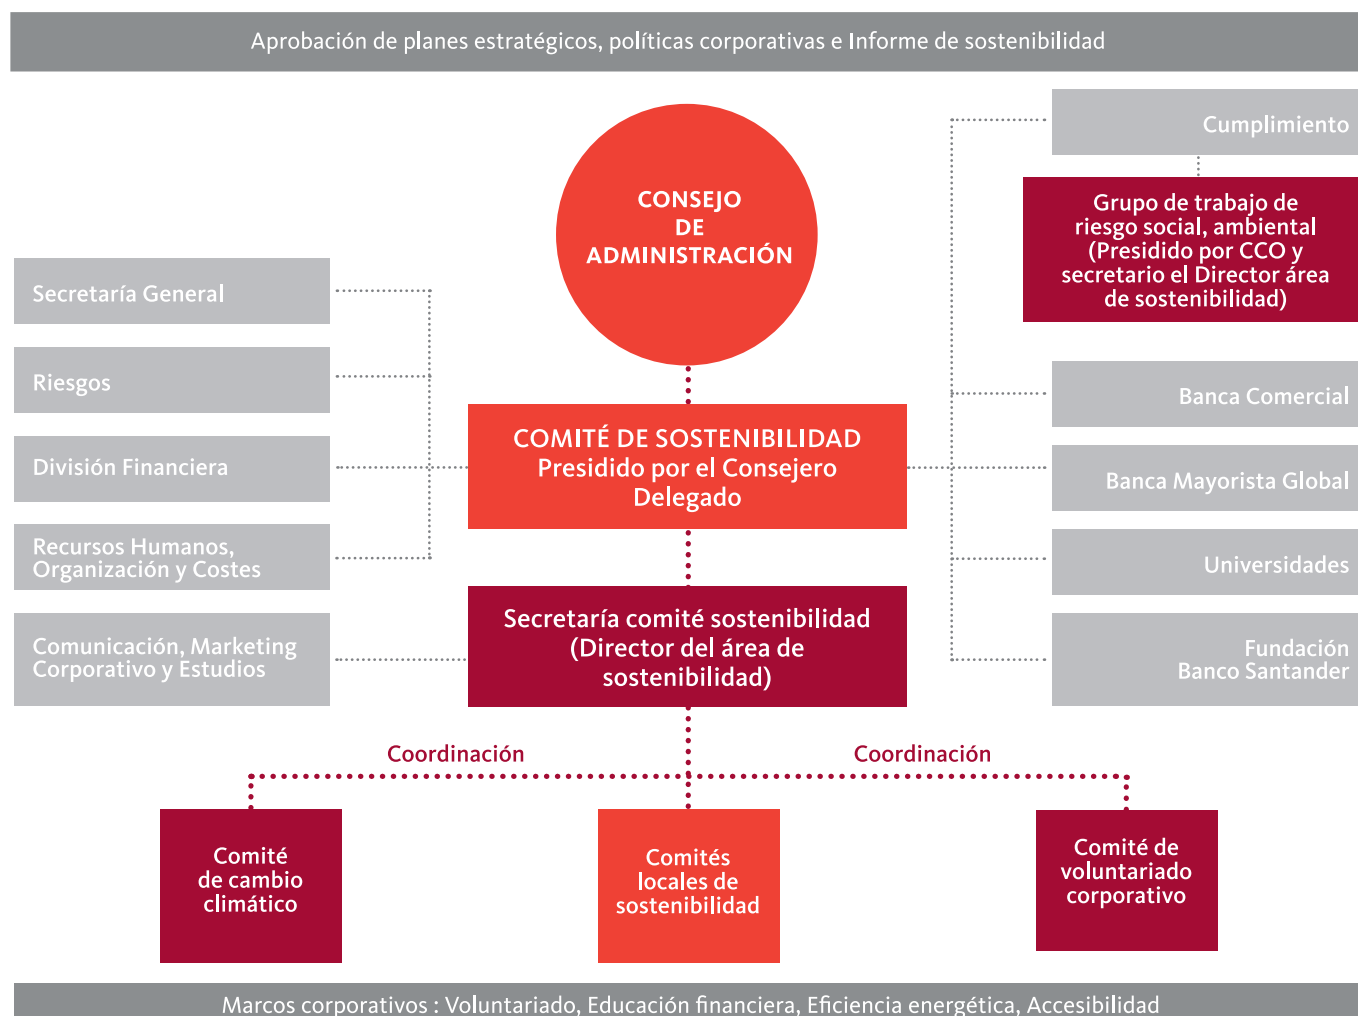 Aprobación de planes estratégicos, políticas corporativas e Informe de sostenibilidad
CONSEJO
DE
ADMINISTRACIÓN
Cumplimiento
Grupo de trabajo de
riesgo social, ambiental
(Presidido por CCO y
secretario el Director área
de sostenibilidad)
Secretaría General
Riesgos
División Financiera
Recursos Humanos,
Organización y Costes
Comunicación, Marketing
Corporativo y Estudios
COMITÉ DE SOSTENIBILIDAD
Presidido por el Consejero
Delegado
Secretaría comité sostenibilidad
(Director del área de
sostenibilidad)
Banca Comercial
Banca Mayorista Global
Universidades
Fundación
Banco Santander
Coordinación
Coordinación
Comité
de cambio
climático
Comités
locales de
sostenibilidad
Comité de
voluntariado
corporativo
Marcos corporativos : Voluntariado, Educación financiera, Eficiencia energética, Accesibilidad